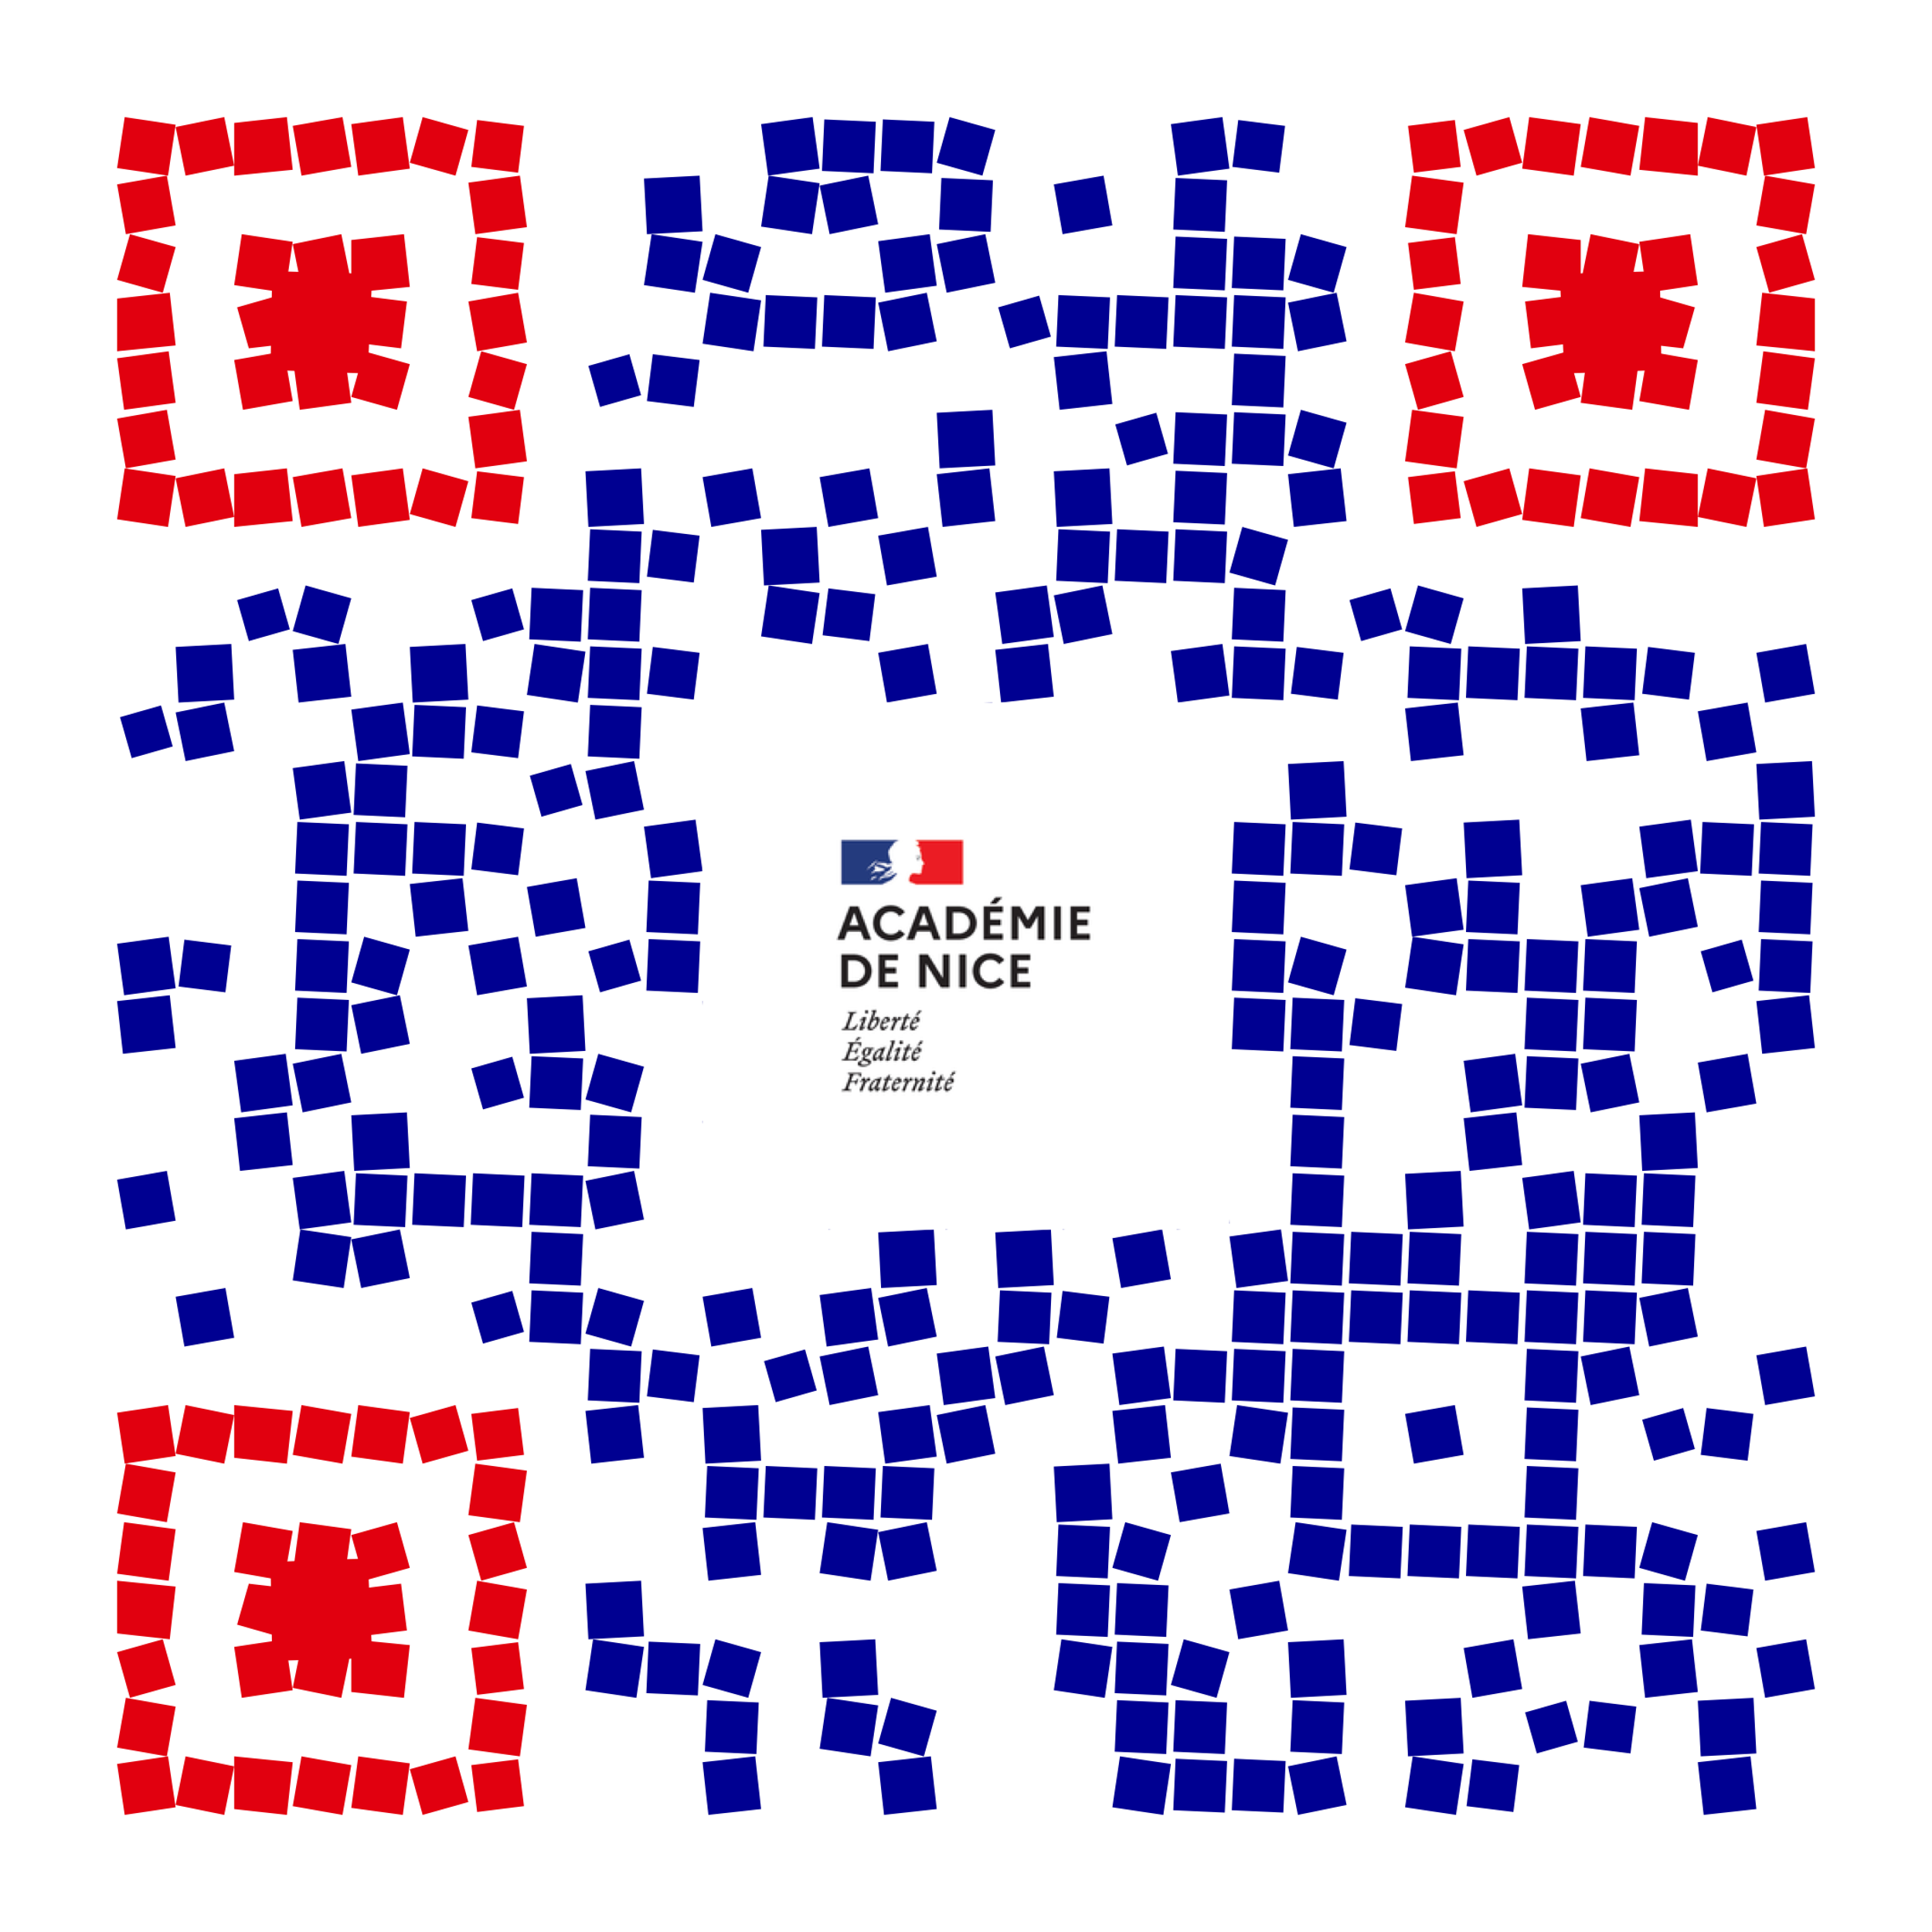 ACADÉMIE
DE NICE
Liberté
Égalité
Fraternité